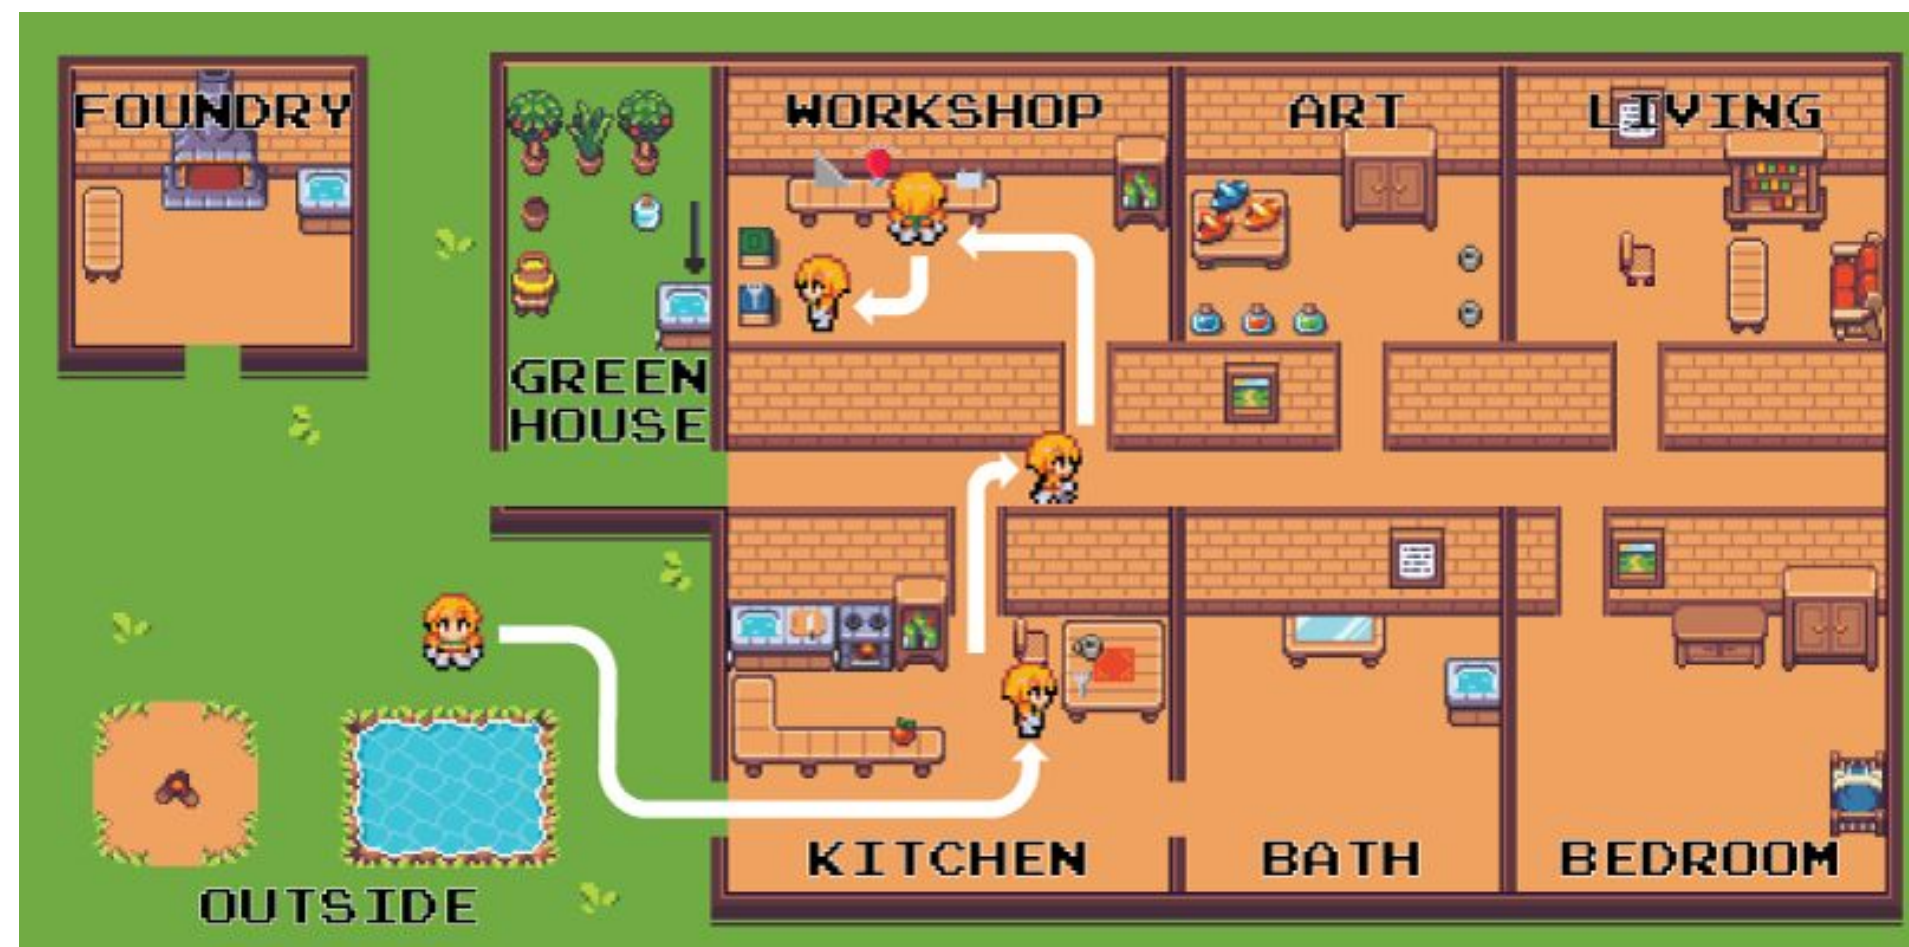 FOUNDRY
WORKSHOP
ART
LIVING
GREEN
HOUSE
KITCHEN
BATH
BEDROOM
OUTSIDE